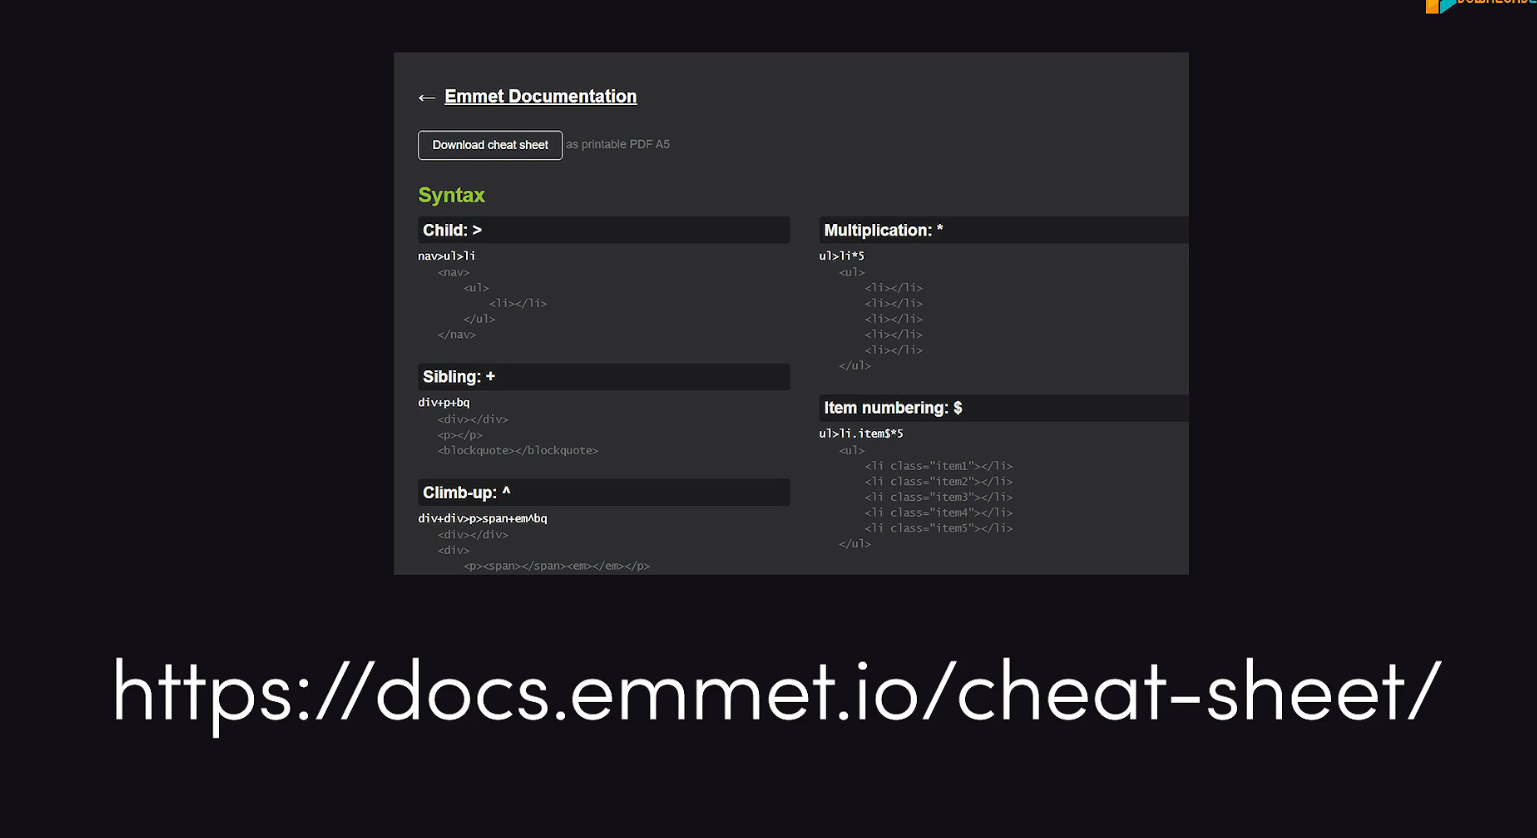 ← Emmet Documentation
Download cheat sheet as printable PDF A5
Syntax
Child: >
nav>ul>li
<nav>
<ul>
<li></li>
</ul>
</nav>
Sibling: +
div+p+bq
<div></div>
<p></p>
<blockquote></blockquote>
Climb-up: ^
div+div>p>span+em^bq
<div></div>
<div>
<p><span></span><em></em></p>
Multiplication: *
ul>li*5
<ul>
<li></li>
<li></li>
<li></li>
<li></li>
<li></li>
</ul>
Item numbering: $
ul>li.item$*5
<ul>
<li class="item1"></li>
<li class="item2"></li>
<li class="item3"></li>
<li class="item4"></li>
<li class="item5"></li>
</ul>
https://docs.emmet.io/cheat-sheet/